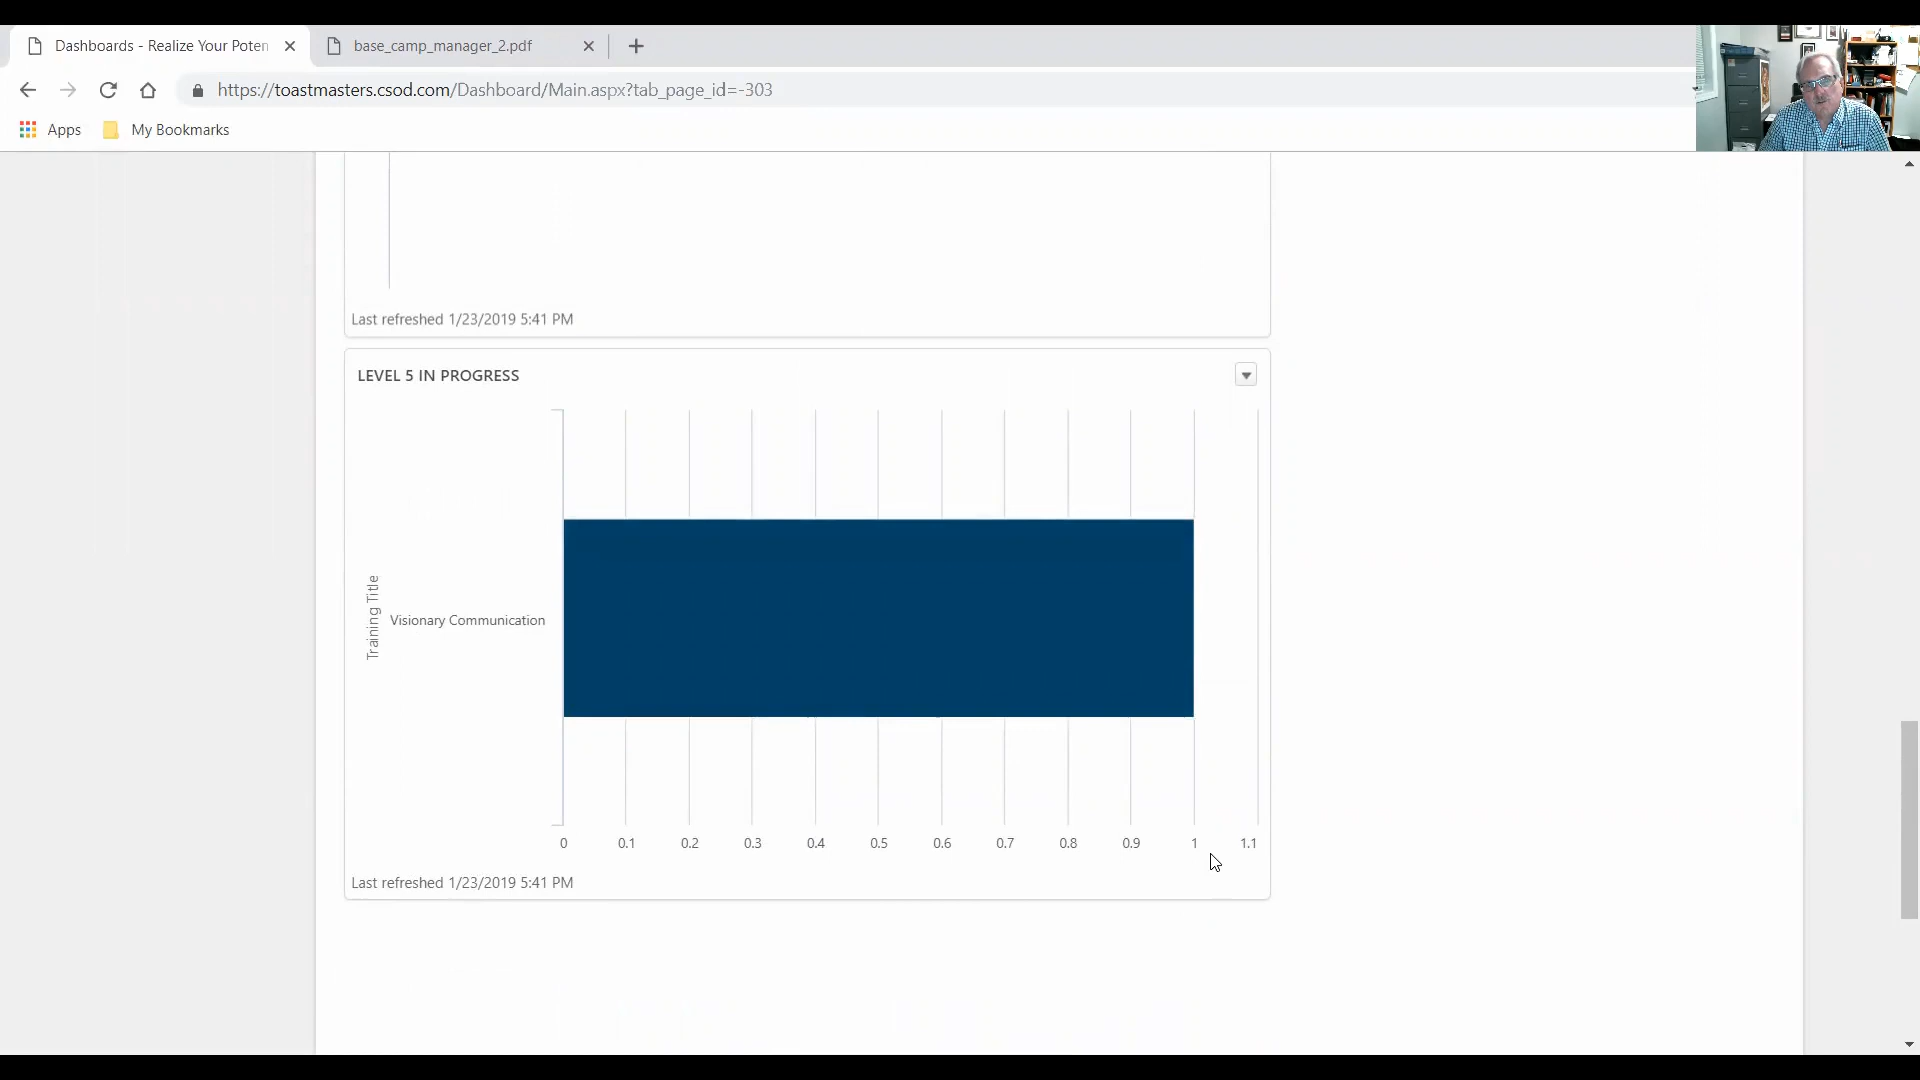 Dashboards - Realize Your Poten
base_camp_manager_2.pdf
https://toastmasters.csod.com/Dashboard/Main.aspx?tab_page_id=-303
Apps
My Bookmarks
Last refreshed 1/23/2019 5:41 PM
LEVEL 5 IN PROGRESS
Training Title
Visionary Communication
0 0.1 0.2 0.3 0.4 0.5 0.6 0.7 0.8 0.9 1 1.1
Last refreshed 1/23/2019 5:41 PM